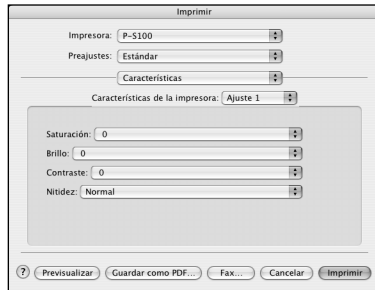 Imprimir
Impresora: P-S100
Preajustes: Estándar
Características
Características de la impresora: Ajuste 1
Saturación: 0
Brillo: 0
Contraste: 0
Nitidez: Normal
? Previsualizar Guardar como PDF... Fax... Cancelar Imprimir